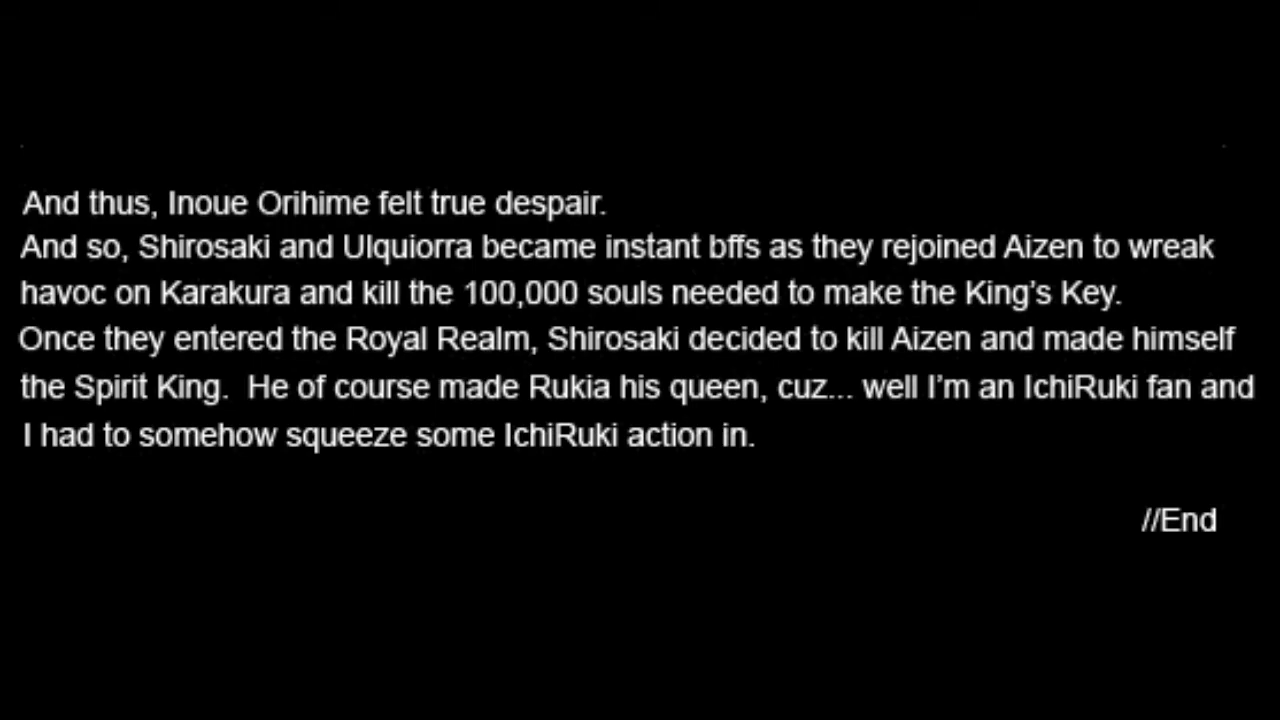 And thus, Inoue Orihime felt true despair.
And so, Shirosaki and Ulquiorra became instant bffs as they rejoined Aizen to wreak
havoc on Karakura and kill the 100,000 souls needed to make the King's Key.
Once they entered the Royal Realm, Shirosaki decided to kill Aizen and made himself
the Spirit King.  He of course made Rukia his queen, cuz... well I'm an IchiRuki fan and
I had to somehow squeeze some IchiRuki action in.
//End